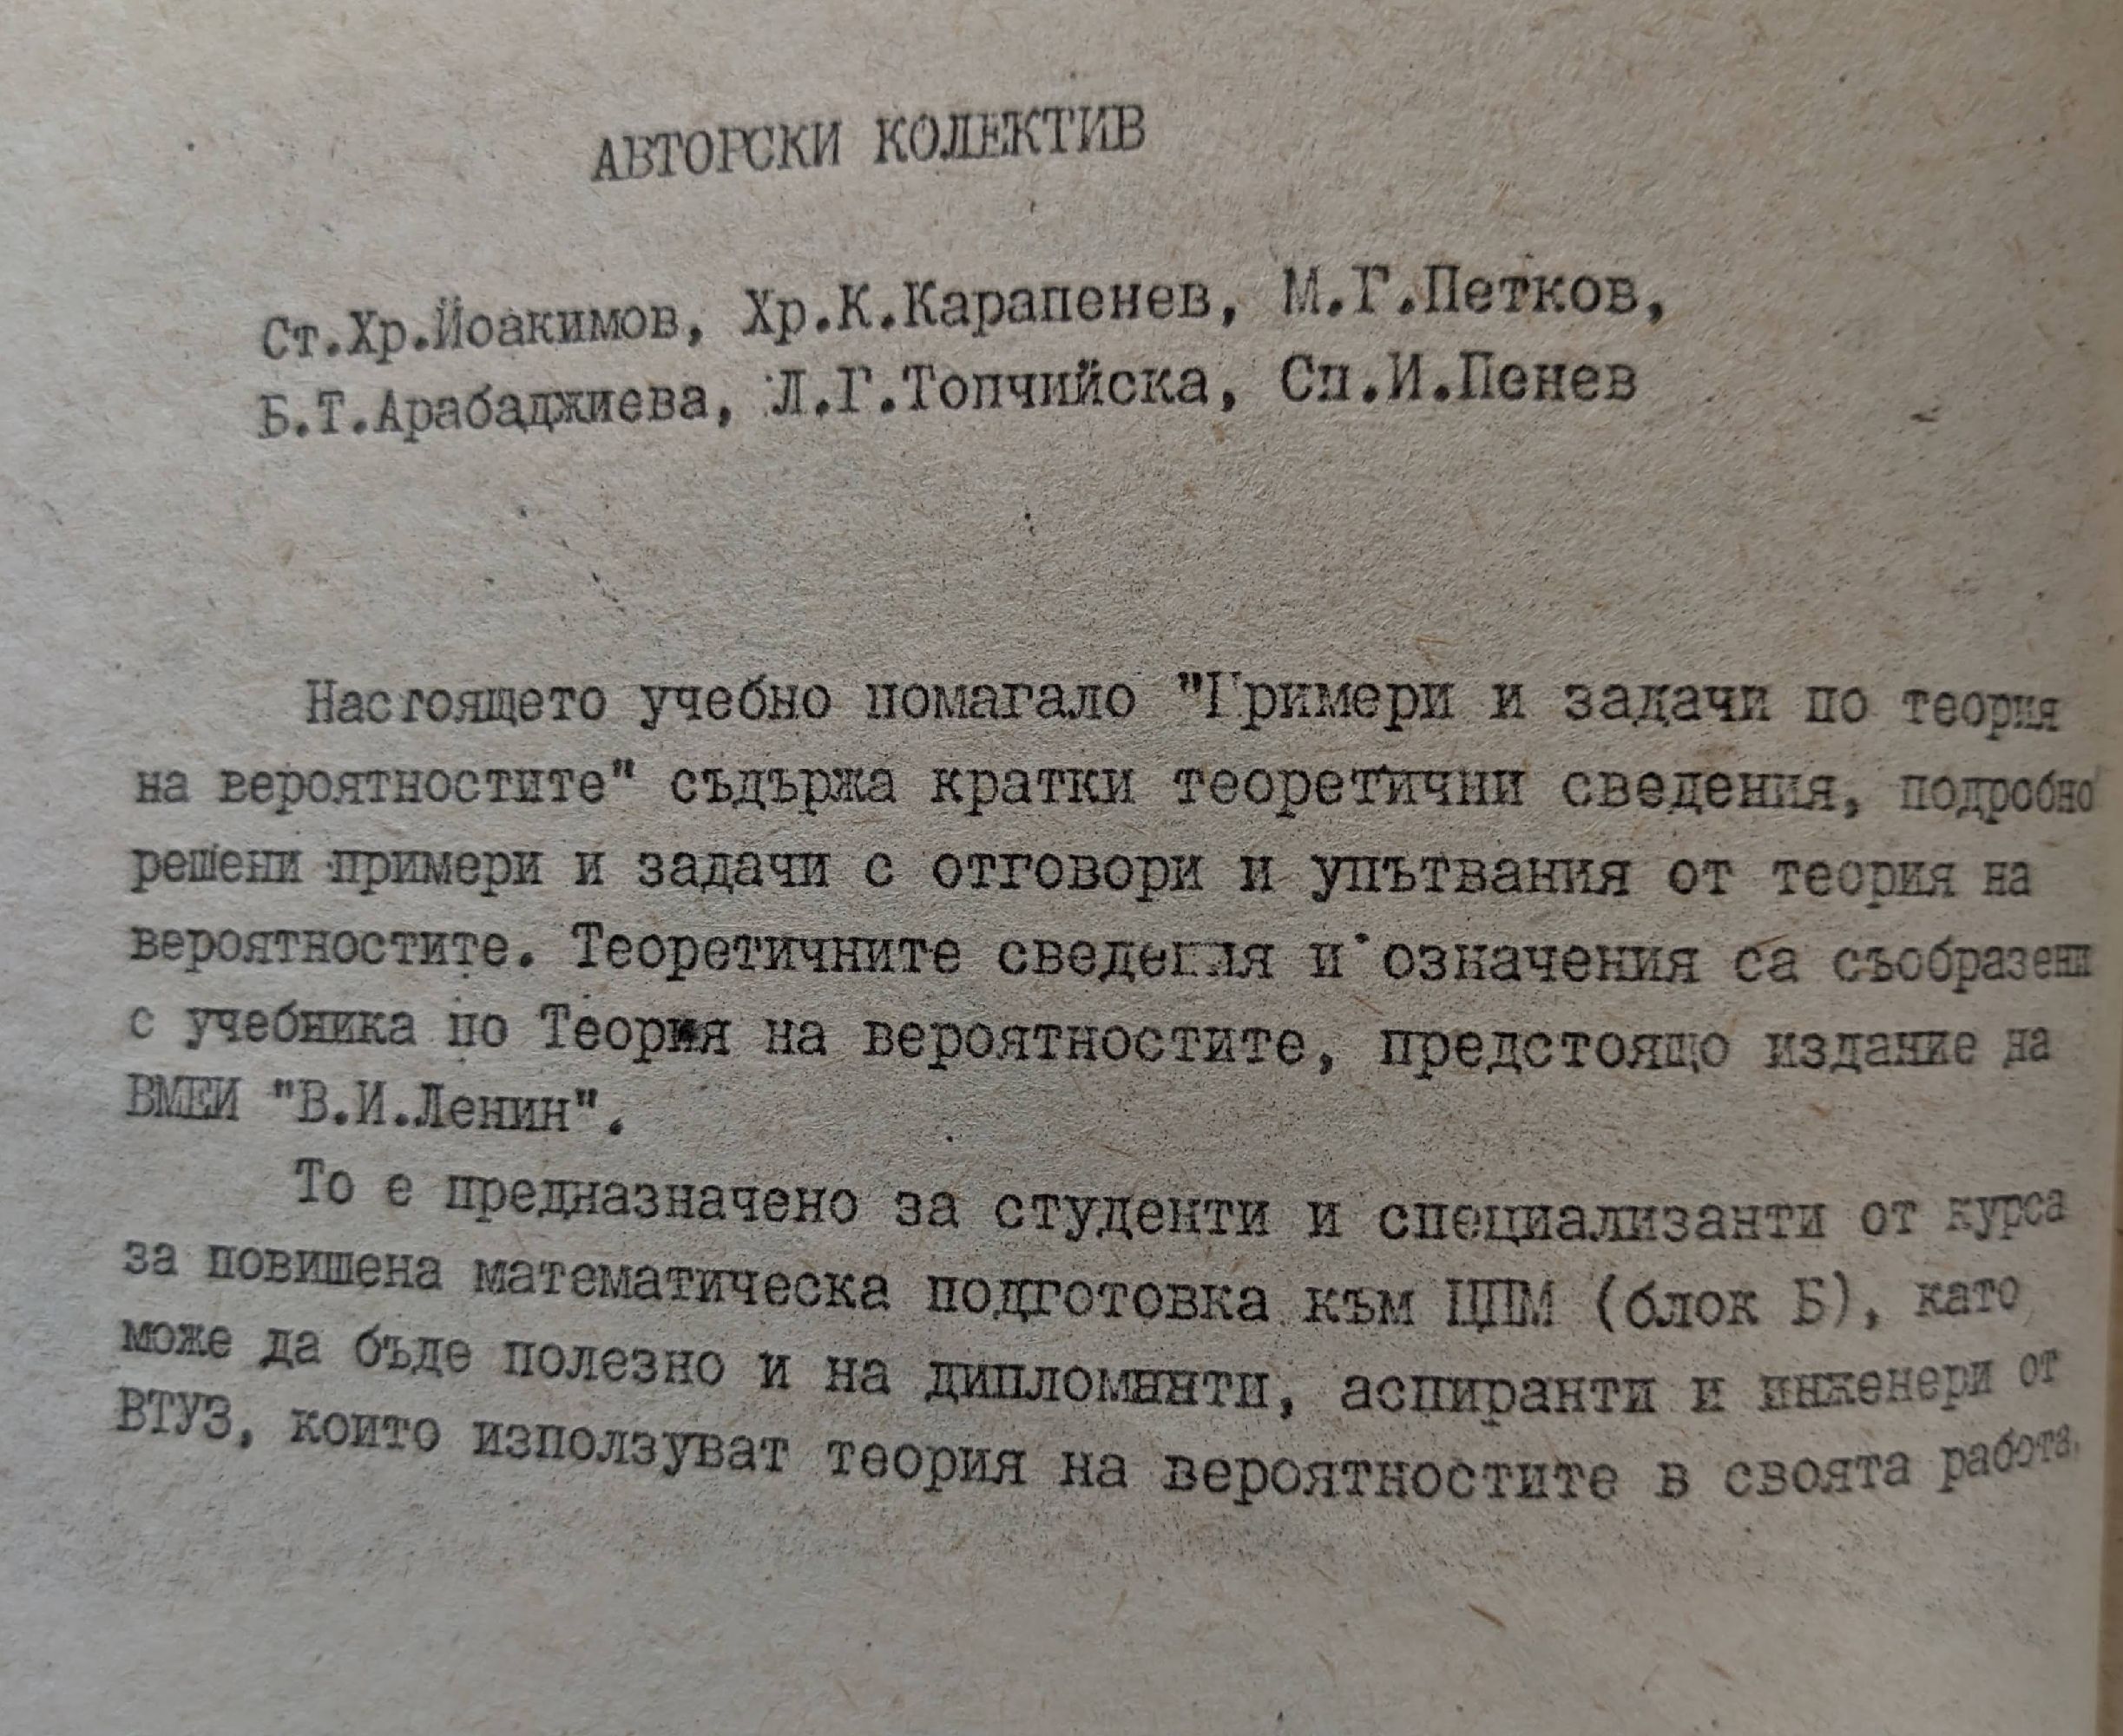 АВТОРСКИ КОЛЕКТИВ
Ст.Хр.Йоакимов, Хр.К.Карапенев, М.Г.Петков,
Б.Т.Арабаджиева, Л.Г.Топчийска, Сп.И.Пенев
Настоящето учебно помагало "Примери и задачи по теория
на вероятностите" съдържа кратки теоретични сведения, подробно
решени примери и задачи с отговори и упътвания от теория на
вероятностите. Теоретичните сведения и означения са съобразени
с учебника по Теория на вероятностите, предстоящо издание на
ВМЕИ "В.И.Ленин".
То е предназначено за студенти и специализанти от курса
за повишена математическа подготовка към ЦПМ (блок Б), като
може да бъде полезно и на дипломанти, аспиранти и инженери от
ВТУЗ, които използуват теория на вероятностите в своята работа.